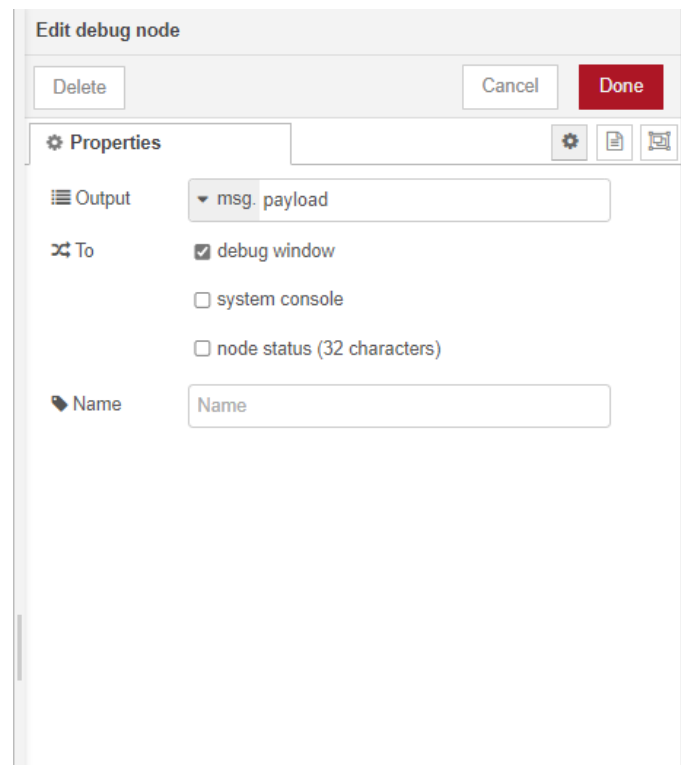 Edit debug node
Delete Cancel Done
Properties
Output msg. payload
To debug window
system console
node status (32 characters)
Name Name